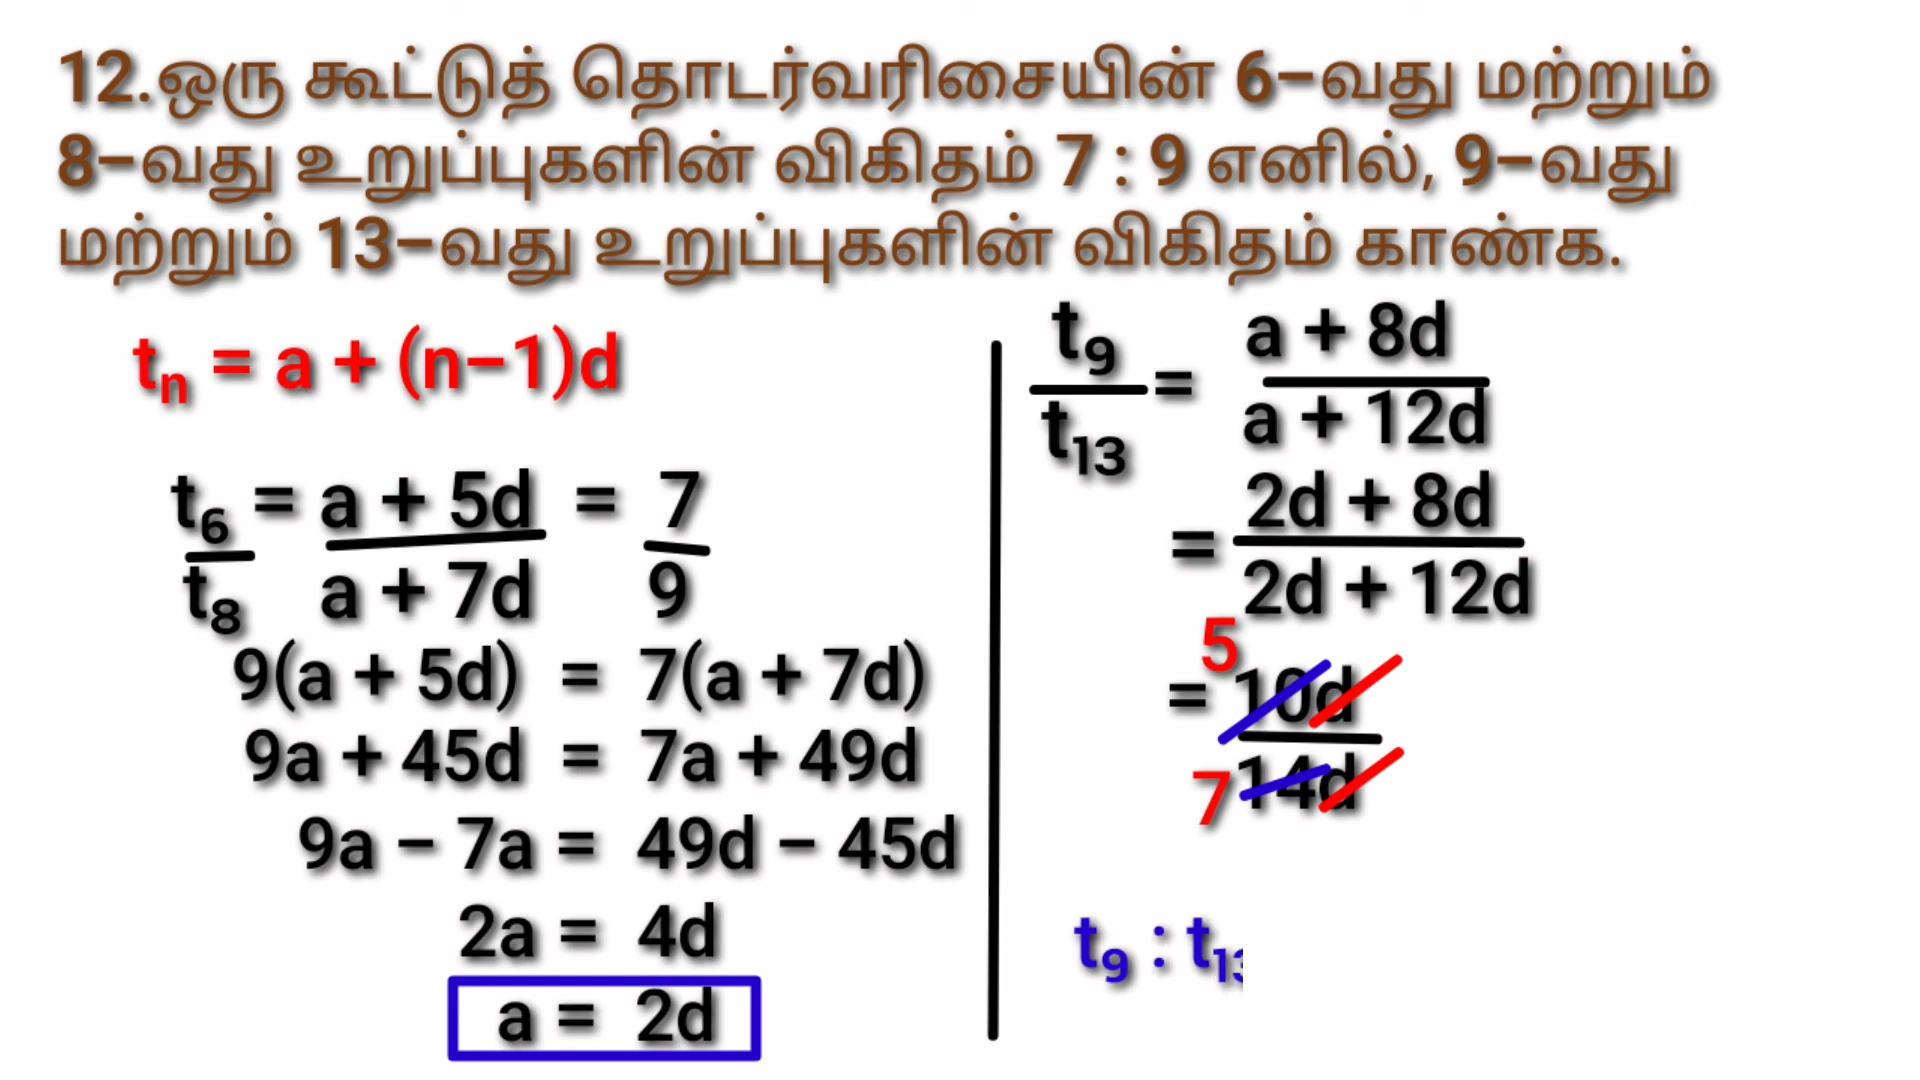 12.ஒரு கூட்டுத் தொடர்வரிசையின் 6–வது மற்றும்
8–வது உறுப்புகளின் விகிதம் 7 : 9 எனில், 9–வது
மற்றும் 13–வது உறுப்புகளின் விகிதம் காண்க.
tₙ = a + (n–1)d
t₆ = a + 5d = 7
t₈ a + 7d 9
9(a + 5d) = 7(a + 7d)
9a + 45d = 7a + 49d
9a – 7a = 49d – 45d
2a = 4d
a = 2d
t₉ = a + 8d
t₁₃ a + 12d
= 2d + 8d
2d + 12d
5
= 10d
7 14d
t₉ : t₁₃